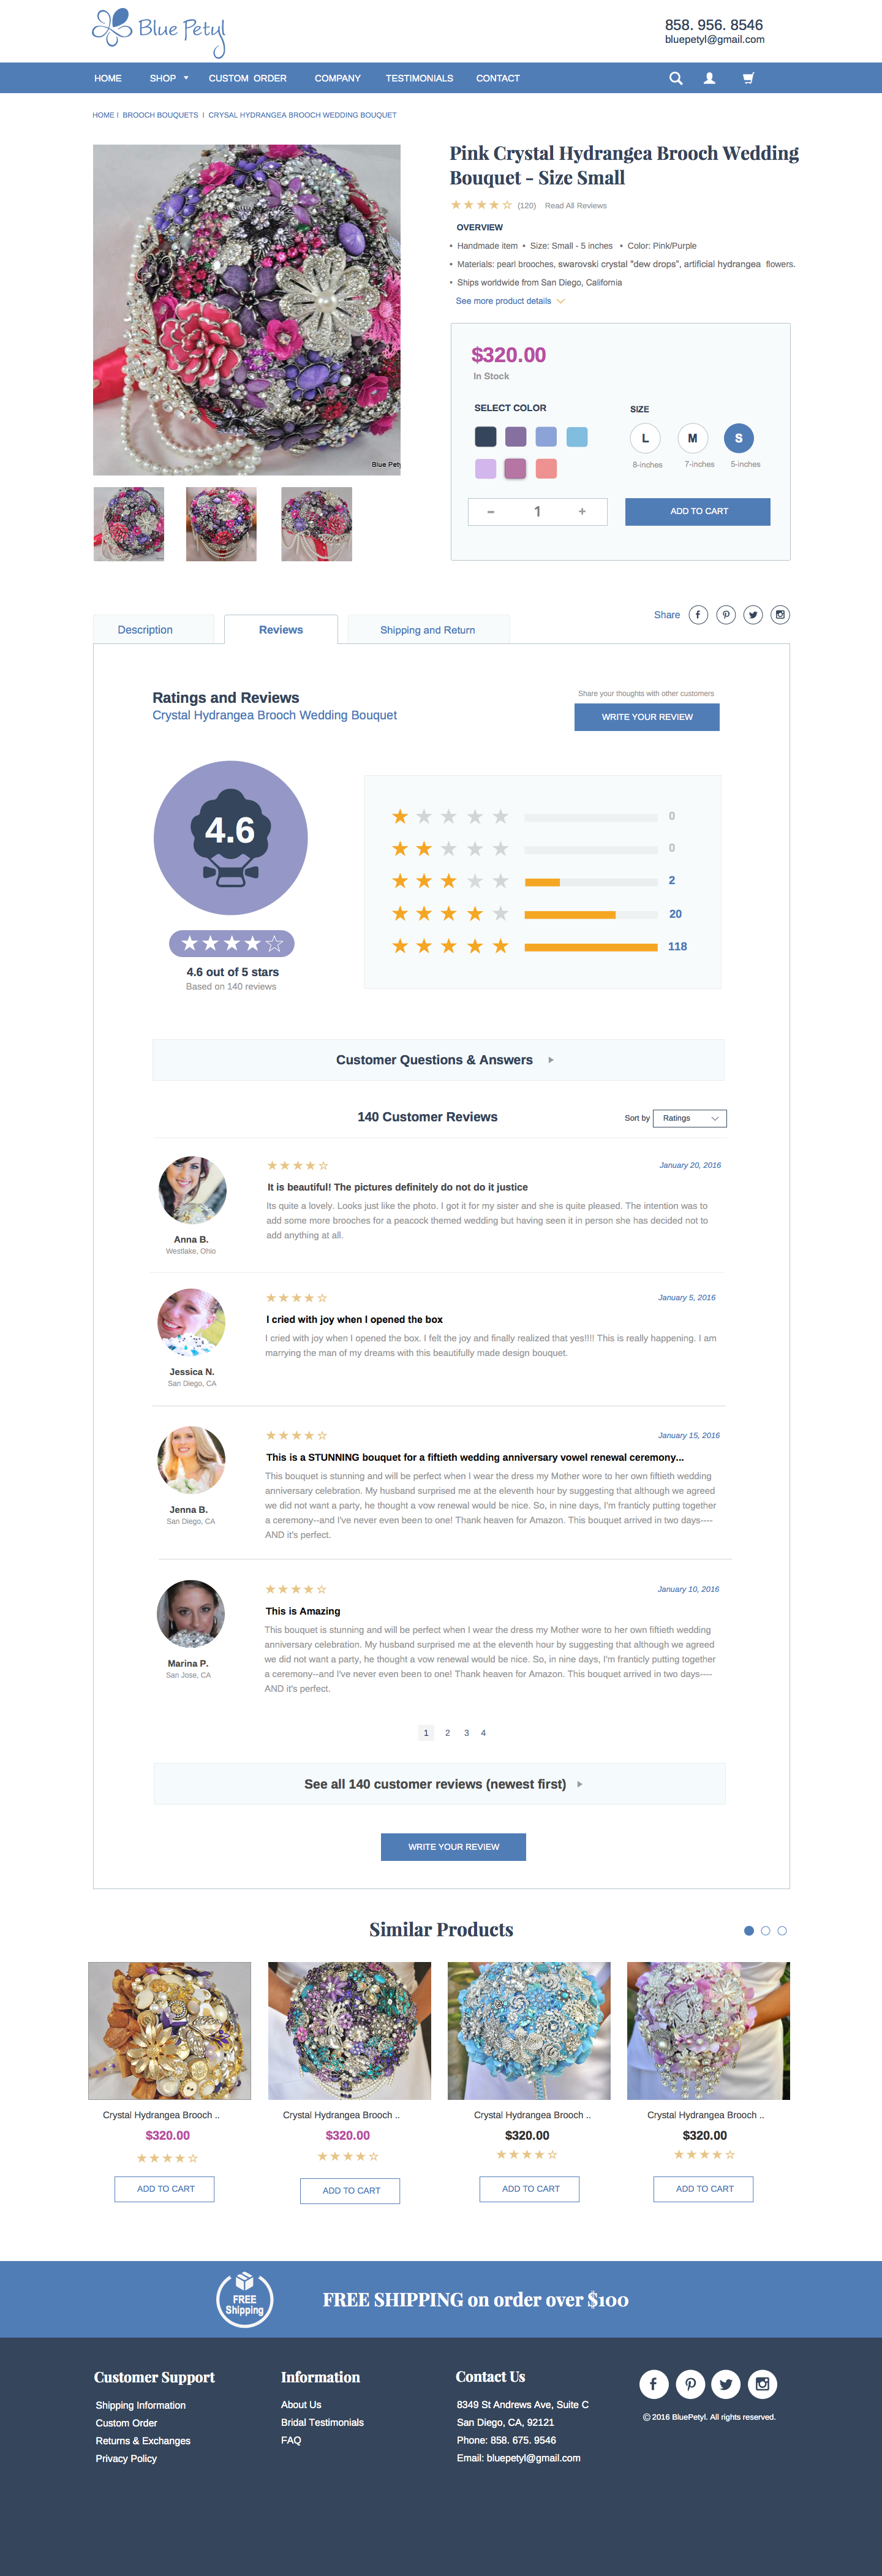 Blue Petyl
858. 956. 8546
bluepetyl@gmail.com
HOME SHOP CUSTOM ORDER COMPANY TESTIMONIALS CONTACT
HOME I BROOCH BOUQUETS I CRYSAL HYDRANGEA BROOCH WEDDING BOUQUET
Pink Crystal Hydrangea Brooch Wedding
Bouquet - Size Small
(120) Read All Reviews
OVERVIEW
• Handmade item • Size: Small - 5 inches • Color: Pink/Purple
• Materials: pearl brooches, swarovski crystal "dew drops", artificial hydrangea flowers.
• Ships worldwide from San Diego, California
See more product details
$320.00
In Stock
SELECT COLOR
SIZE
L M S
8-inches 7-inches 5-inches
- 1 +
ADD TO CART
Blue Pety
Share
Description Reviews Shipping and Return
Ratings and Reviews
Crystal Hydrangea Brooch Wedding Bouquet
Share your thoughts with other customers
WRITE YOUR REVIEW
4.6
4.6 out of 5 stars
Based on 140 reviews
0
0
2
20
118
Customer Questions & Answers
140 Customer Reviews
Sort by Ratings
January 20, 2016
It is beautiful! The pictures definitely do not do it justice
Its quite a lovely. Looks just like the photo. I got it for my sister and she is quite pleased. The intention was to
add some more brooches for a peacock themed wedding but having seen it in person she has decided not to
add anything at all.
Anna B.
Westlake, Ohio
January 5, 2016
I cried with joy when I opened the box
I cried with joy when I opened the box. I felt the joy and finally realized that yes!!!! This is really happening. I am
marrying the man of my dreams with this beautifully made design bouquet.
Jessica N.
San Diego, CA
January 15, 2016
This is a STUNNING bouquet for a fiftieth wedding anniversary vowel renewal ceremony...
This bouquet is stunning and will be perfect when I wear the dress my Mother wore to her own fiftieth wedding
anniversary celebration. My husband surprised me at the eleventh hour by suggesting that although we agreed
we did not want a party, he thought a vow renewal would be nice. So, in nine days, I'm franticly putting together
a ceremony--and I've never even been to one! Thank heaven for Amazon. This bouquet arrived in two days----
AND it's perfect.
Jenna B.
San Diego, CA
January 10, 2016
This is Amazing
This bouquet is stunning and will be perfect when I wear the dress my Mother wore to her own fiftieth wedding
anniversary celebration. My husband surprised me at the eleventh hour by suggesting that although we agreed
we did not want a party, he thought a vow renewal would be nice. So, in nine days, I'm franticly putting together
a ceremony--and I've never even been to one! Thank heaven for Amazon. This bouquet arrived in two days----
AND it's perfect.
Marina P.
San Jose, CA
1 2 3 4
See all 140 customer reviews (newest first)
WRITE YOUR REVIEW
Similar Products
Crystal Hydrangea Brooch .. Crystal Hydrangea Brooch .. Crystal Hydrangea Brooch .. Crystal Hydrangea Brooch ..
$320.00 $320.00 $320.00 $320.00
ADD TO CART ADD TO CART ADD TO CART ADD TO CART
FREE
Shipping
FREE SHIPPING on order over $100
Customer Support
Shipping Information
Custom Order
Returns & Exchanges
Privacy Policy
Information
About Us
Bridal Testimonials
FAQ
Contact Us
8349 St Andrews Ave, Suite C
San Diego, CA, 92121
Phone: 858. 675. 9546
Email: bluepetyl@gmail.com
© 2016 BluePetyl. All rights reserved.